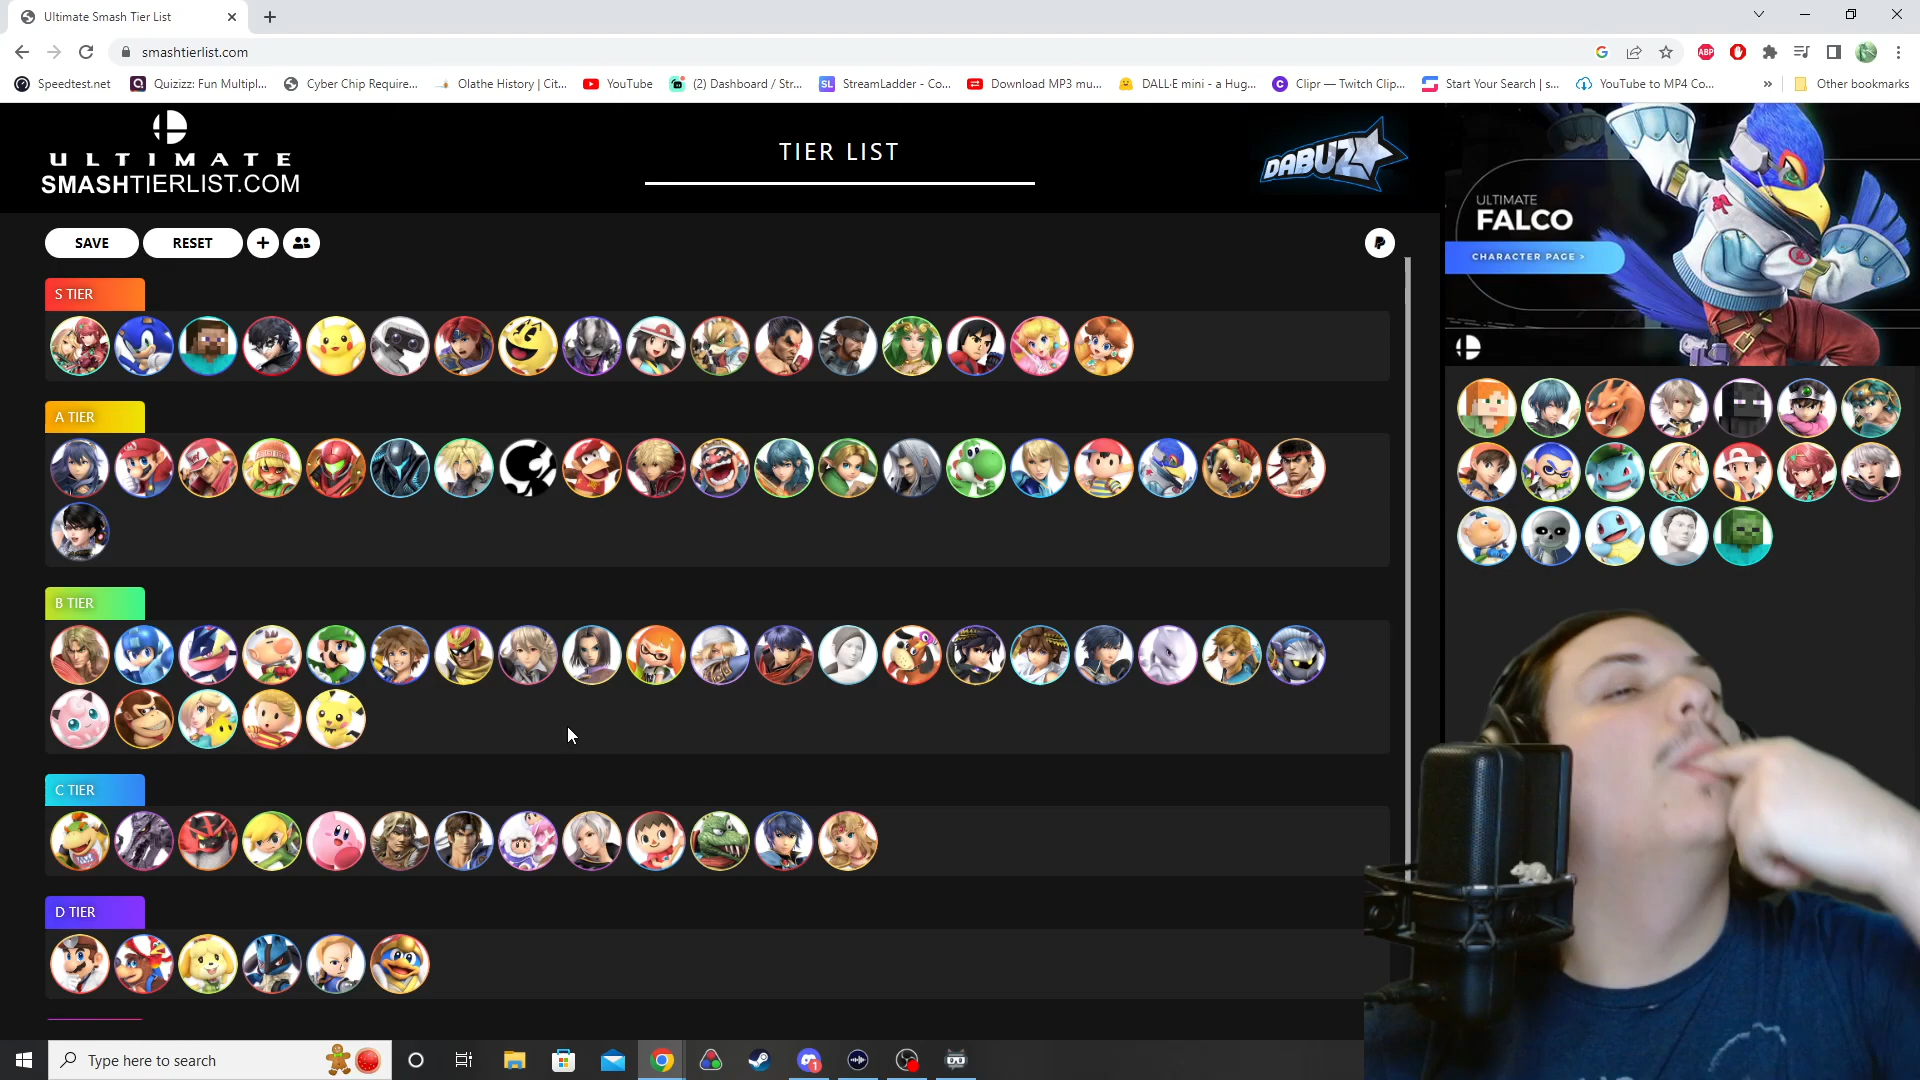 Ultimate Smash Tier List
smashtierlist.com
ABP
Speedtest.net
Quizizz: Fun Multipl...
Cyber Chip Require...
Olathe History | Cit...
YouTube
(2) Dashboard / Str...
SL
StreamLadder - Co...
Download MP3 mu...
DALL·E mini - a Hug...
C
Clipr — Twitch Clip...
Start Your Search | s...
YouTube to MP4 Co...
»
Other bookmarks
ULTIMATE
SMASHTIERLIST.COM
TIER LIST
DABUZ
ULTIMATE
FALCO
CHARACTER PAGE >
SAVE
RESET
+
S TIER
A TIER
B TIER
C TIER
D TIER
Type here to search
1